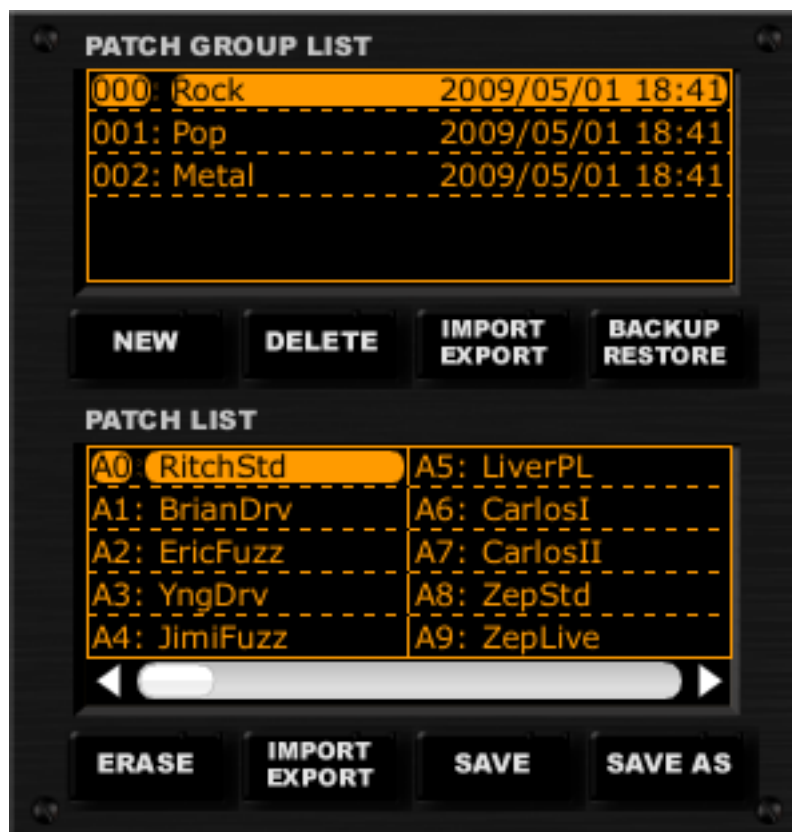 PATCH GROUP LIST
000: Rock 2009/05/01 18:41
001: Pop 2009/05/01 18:41
002: Metal 2009/05/01 18:41
NEW
DELETE
IMPORT
EXPORT
BACKUP
RESTORE
PATCH LIST
A0: RitchStd
A1: BrianDrv
A2: EricFuzz
A3: YngDrv
A4: JimiFuzz
A5: LiverPL
A6: CarlosI
A7: CarlosII
A8: ZepStd
A9: ZepLive
ERASE
IMPORT
EXPORT
SAVE
SAVE AS